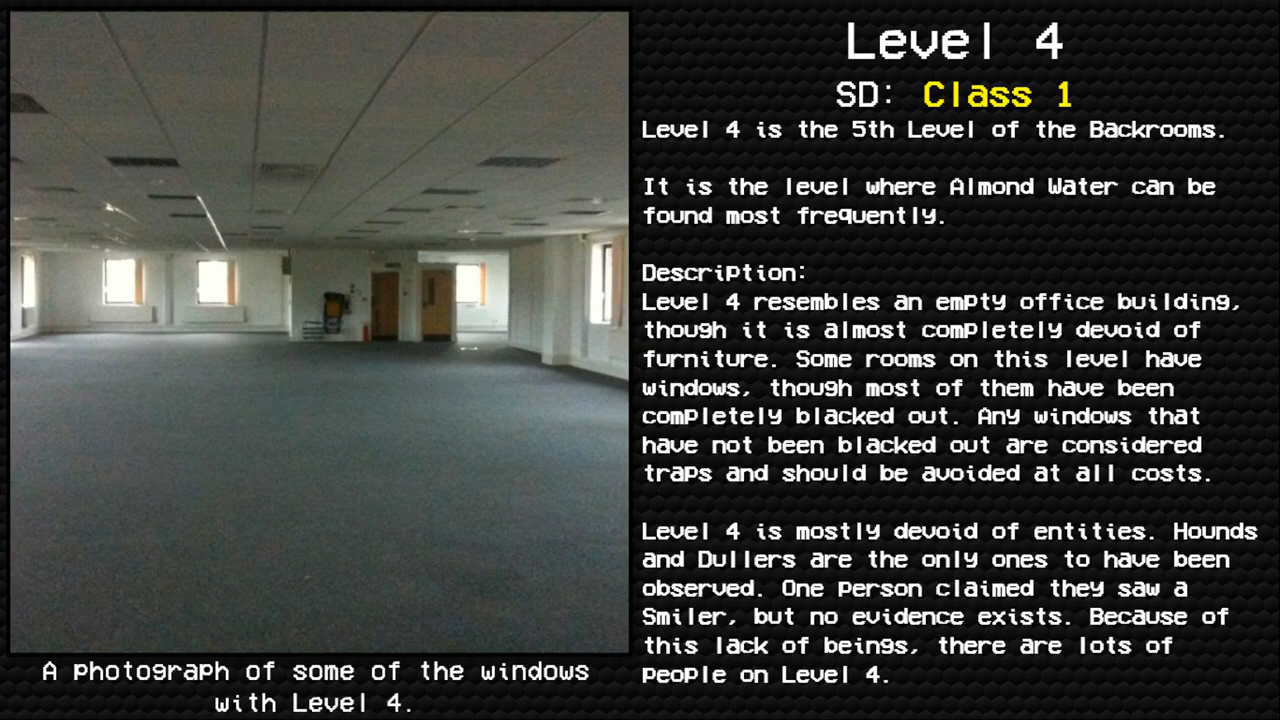 Level 4
SD: Class 1
Level 4 is the 5th Level of the Backrooms.
It is the level where Almond Water can be
found most frequently.
Description:
Level 4 resembles an empty office building,
though it is almost completely devoid of
furniture. Some rooms on this level have
windows, though most of them have been
completely blacked out. Any windows that
have not been blacked out are considered
traps and should be avoided at all costs.
Level 4 is mostly devoid of entities. Hounds
and Dullers are the only ones to have been
observed. One person claimed they saw a
Smiler, but no evidence exists. Because of
this lack of beings, there are lots of
people on Level 4.
A photograph of some of the windows
with Level 4.